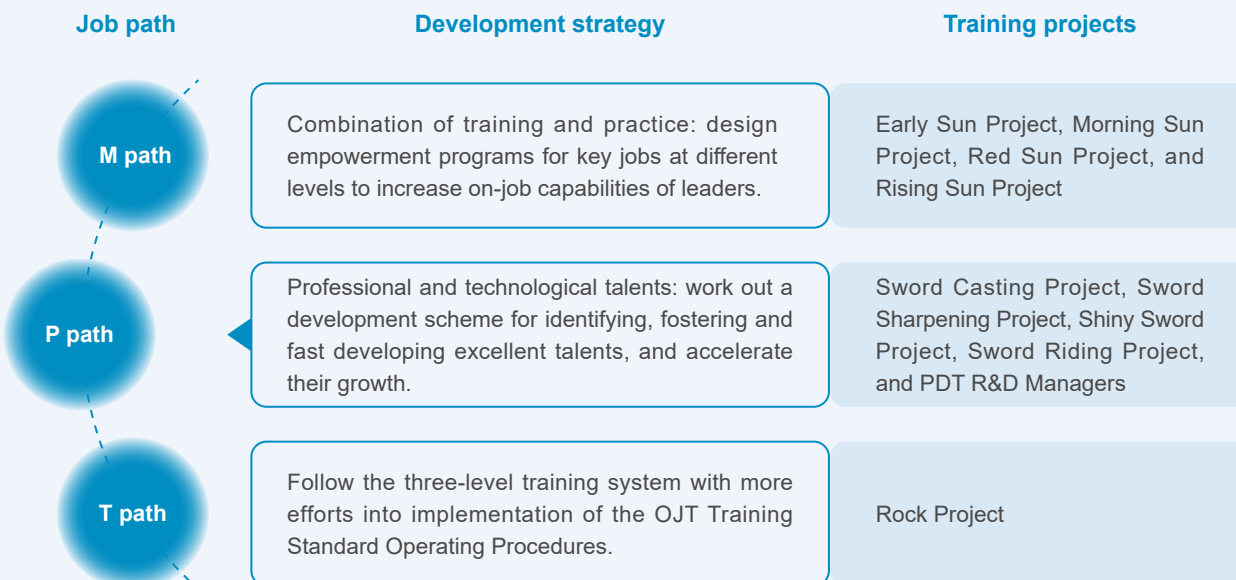 Job path
Development strategy
Training projects
M path
Combination of training and practice: design
empowerment programs for key jobs at different
levels to increase on-job capabilities of leaders.
Early Sun Project, Morning Sun
Project, Red Sun Project, and
Rising Sun Project
P path
Professional and technological talents: work out a
development scheme for identifying, fostering and
fast developing excellent talents, and accelerate
their growth.
Sword Casting Project, Sword
Sharpening Project, Shiny Sword
Project, Sword Riding Project,
and PDT R&D Managers
T path
Follow the three-level training system with more
efforts into implementation of the OJT Training
Standard Operating Procedures.
Rock Project